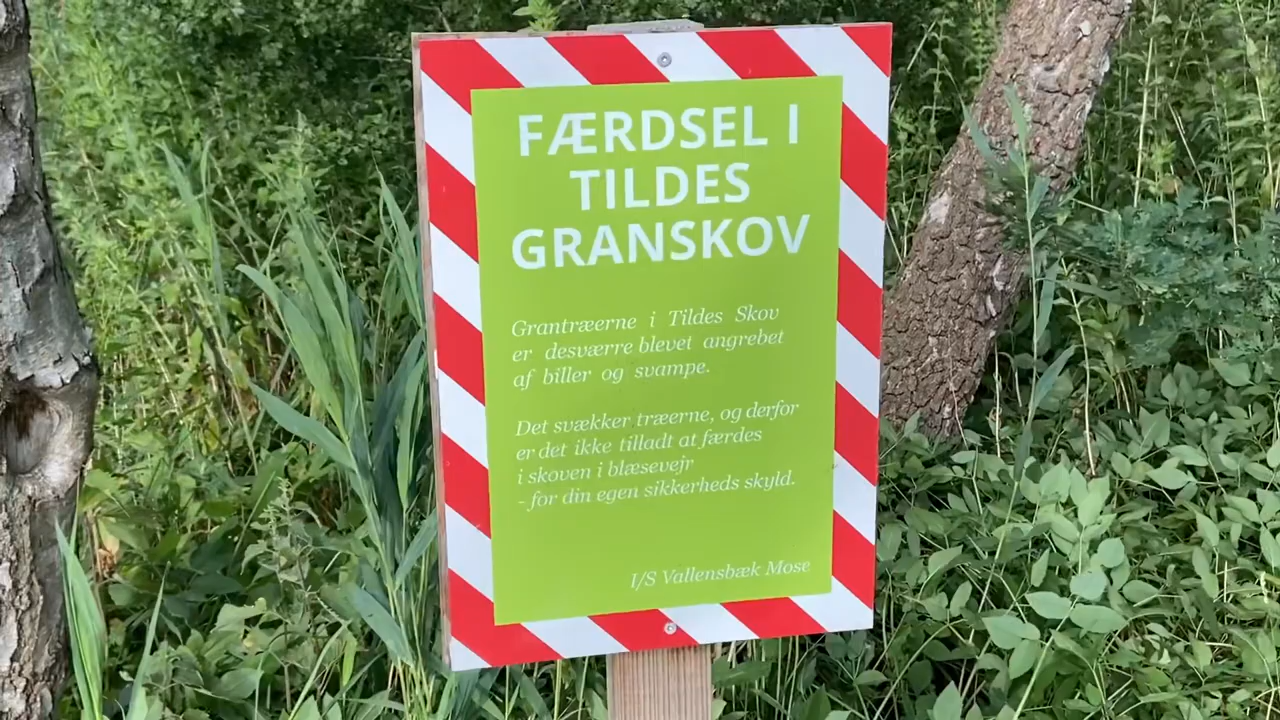 FÆRDSEL I
TILDES
GRANSKOV
Grantræerne i Tildes Skov
er desværre blevet angrebet
af biller og svampe.
Det svækker træerne, og derfor
er det ikke tilladt at færdes
i skoven i blæsevejr
- for din egen sikkerheds skyld.
I/S Vallensbæk Mose